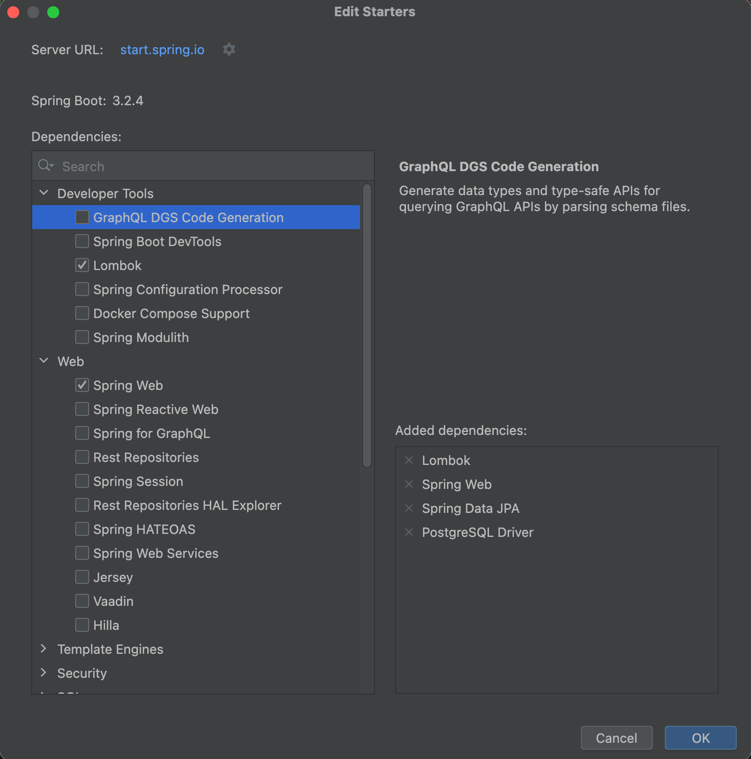 Edit Starters
Server URL: start.spring.io
Spring Boot: 3.2.4
Dependencies:
Search
Developer Tools
GraphQL DGS Code Generation
Spring Boot DevTools
Lombok
Spring Configuration Processor
Docker Compose Support
Spring Modulith
Web
Spring Web
Spring Reactive Web
Spring for GraphQL
Rest Repositories
Spring Session
Rest Repositories HAL Explorer
Spring HATEOAS
Spring Web Services
Jersey
Vaadin
Hilla
Template Engines
Security
GraphQL DGS Code Generation
Generate data types and type-safe APIs for
querying GraphQL APIs by parsing schema files.
Added dependencies:
Lombok
Spring Web
Spring Data JPA
PostgreSQL Driver
Cancel
OK